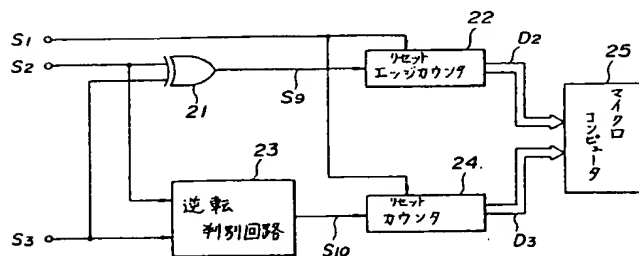 S1
S2
21
S9
22
リセット
エッジカウンタ
D2
25
マイクロ
コンピュータ
23
逆転
判別回路
S3
S10
24.
リセット
カウンタ
D3